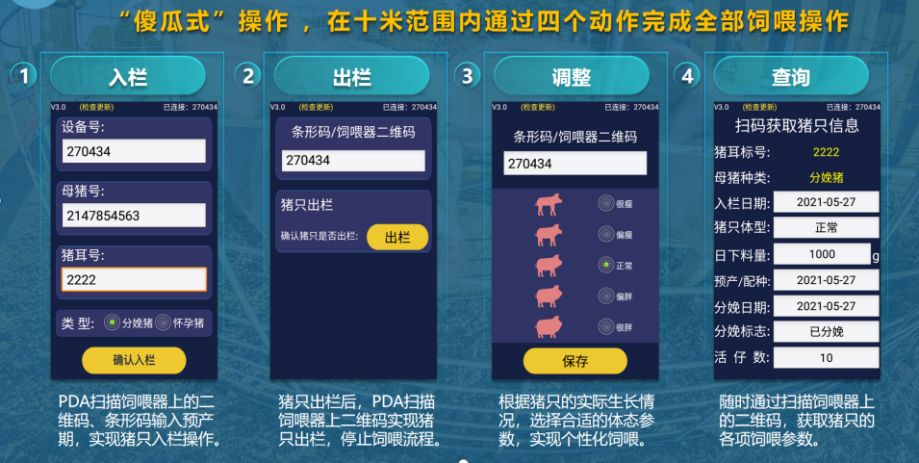 “傻瓜式”操作，在十米范围内通过四个动作完成全部饲喂操作
1
入栏
V3.0 (检查更新) 已连接: 270434
设备号:
270434
母猪号:
2147854563
猪耳号:
2222
类 型: 分娩猪 怀孕猪
确认入栏
PDA扫描饲喂器上的二
维码、条形码输入预产
期，实现猪只入栏操作。
2
出栏
V3.0 (检查更新) 已连接: 270434
条形码/饲喂器二维码
270434
猪只出栏
确认猪只是否出栏: 出栏
猪只出栏后，PDA扫描
饲喂器上二维码实现猪
只出栏，停止饲喂流程。
3
调整
V3.0 (检查更新) 已连接: 270434
条形码/饲喂器二维码
270434
很瘦
偏瘦
正常
偏胖
很胖
保存
根据猪只的实际生长情
况，选择合适的体态参
数，实现个性化饲喂。
4
查询
V3.0 (检查更新) 已连接: 270434
扫码获取猪只信息
猪耳标号: 2222
母猪种类: 分娩猪
入栏日期: 2021-05-27
猪只体型: 正常
日下料量: 1000 g
预产/配种: 2021-05-27
分娩日期: 2021-05-27
分娩标志: 已分娩
活 仔 数: 10
随时通过扫描饲喂器上
的二维码，获取猪只的
各项饲喂参数。